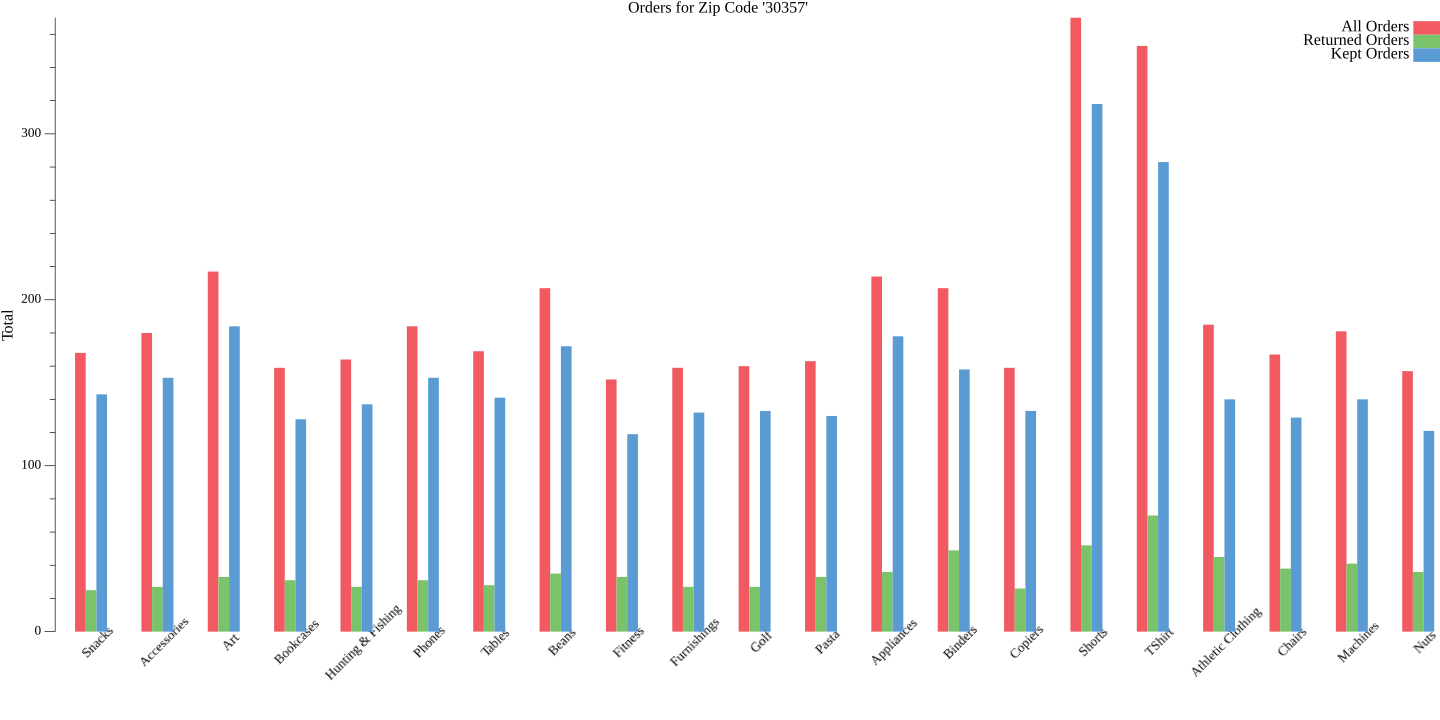 Orders for Zip Code '30357'
All Orders
Returned Orders
Kept Orders
Total
300
200
100
0
Snacks
Accessories
Art
Bookcases
Hunting & Fishing
Phones
Tables
Beans
Fitness
Furnishings
Golf
Pasta
Appliances
Binders
Copiers
Shorts
TShirt
Athletic Clothing
Chairs
Machines
Nuts